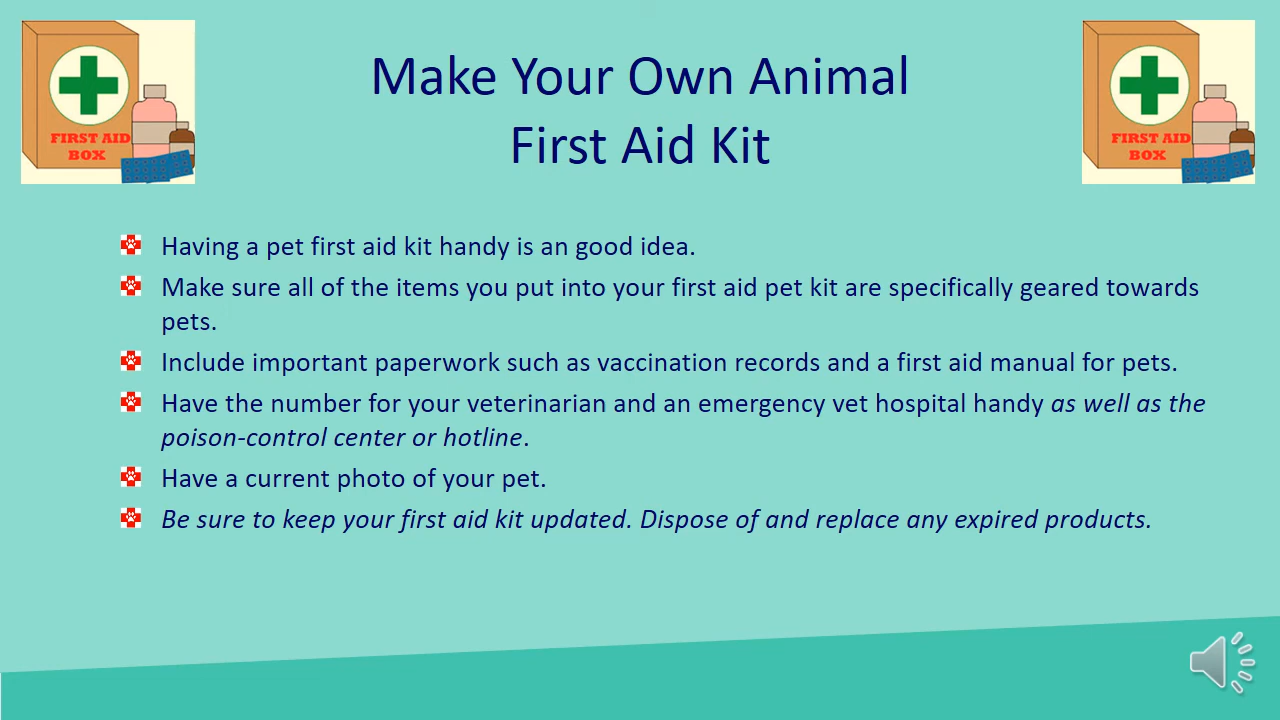 Make Your Own Animal
First Aid Kit
FIRST AID
BOX
FIRST AID
BOX
Having a pet first aid kit handy is an good idea.
Make sure all of the items you put into your first aid pet kit are specifically geared towards
pets.
Include important paperwork such as vaccination records and a first aid manual for pets.
Have the number for your veterinarian and an emergency vet hospital handy as well as the
poison-control center or hotline.
Have a current photo of your pet.
Be sure to keep your first aid kit updated. Dispose of and replace any expired products.